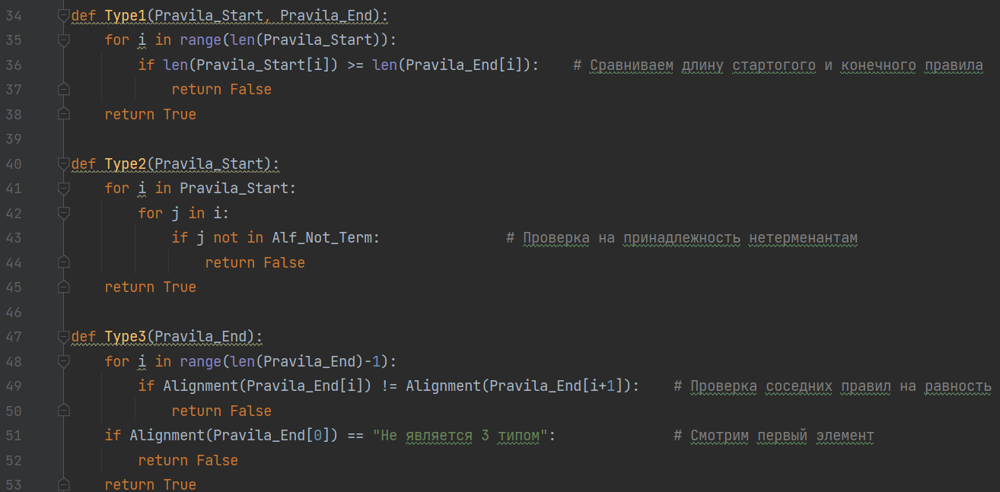 34 def Type1(Pravila_Start, Pravila_End):
35     for i in range(len(Pravila_Start)):
36         if len(Pravila_Start[i]) >= len(Pravila_End[i]):    # Сравниваем длину стартогого и конечного правила
37             return False
38     return True
39
40 def Type2(Pravila_Start):
41     for i in Pravila_Start:
42         for j in i:
43             if j not in Alf_Not_Term:               # Проверка на принадлежность нетерменантам
44                 return False
45     return True
46
47 def Type3(Pravila_End):
48     for i in range(len(Pravila_End)-1):
49         if Alignment(Pravila_End[i]) != Alignment(Pravila_End[i+1]):    # Проверка соседних правил на равность
50             return False
51     if Alignment(Pravila_End[0]) == "Не является 3 типом":              # Смотрим первый элемент
52         return False
53     return True